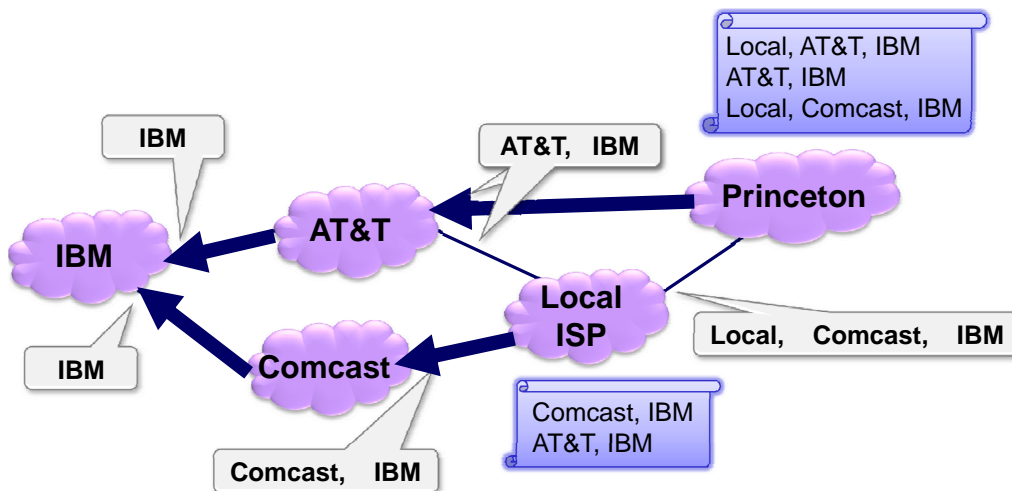 Local, AT&T, IBM
AT&T, IBM
Local, Comcast, IBM
IBM
AT&T, IBM
Princeton
AT&T
IBM
Local
ISP
Local, Comcast, IBM
IBM
Comcast
Comcast, IBM
AT&T, IBM
Comcast, IBM